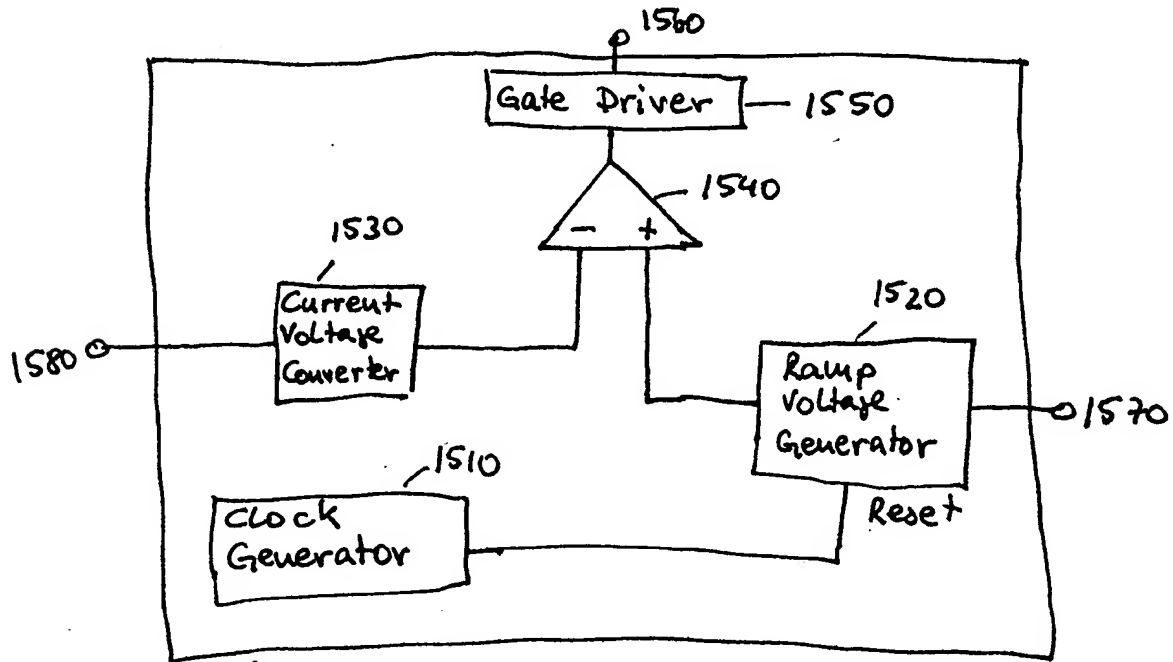 1560
Gate Driver
1550
1540
- +
1530
Current
Voltage
Converter
1580
1520
Ramp
Voltage
Generator
1570
Reset
1510
Clock
Generator